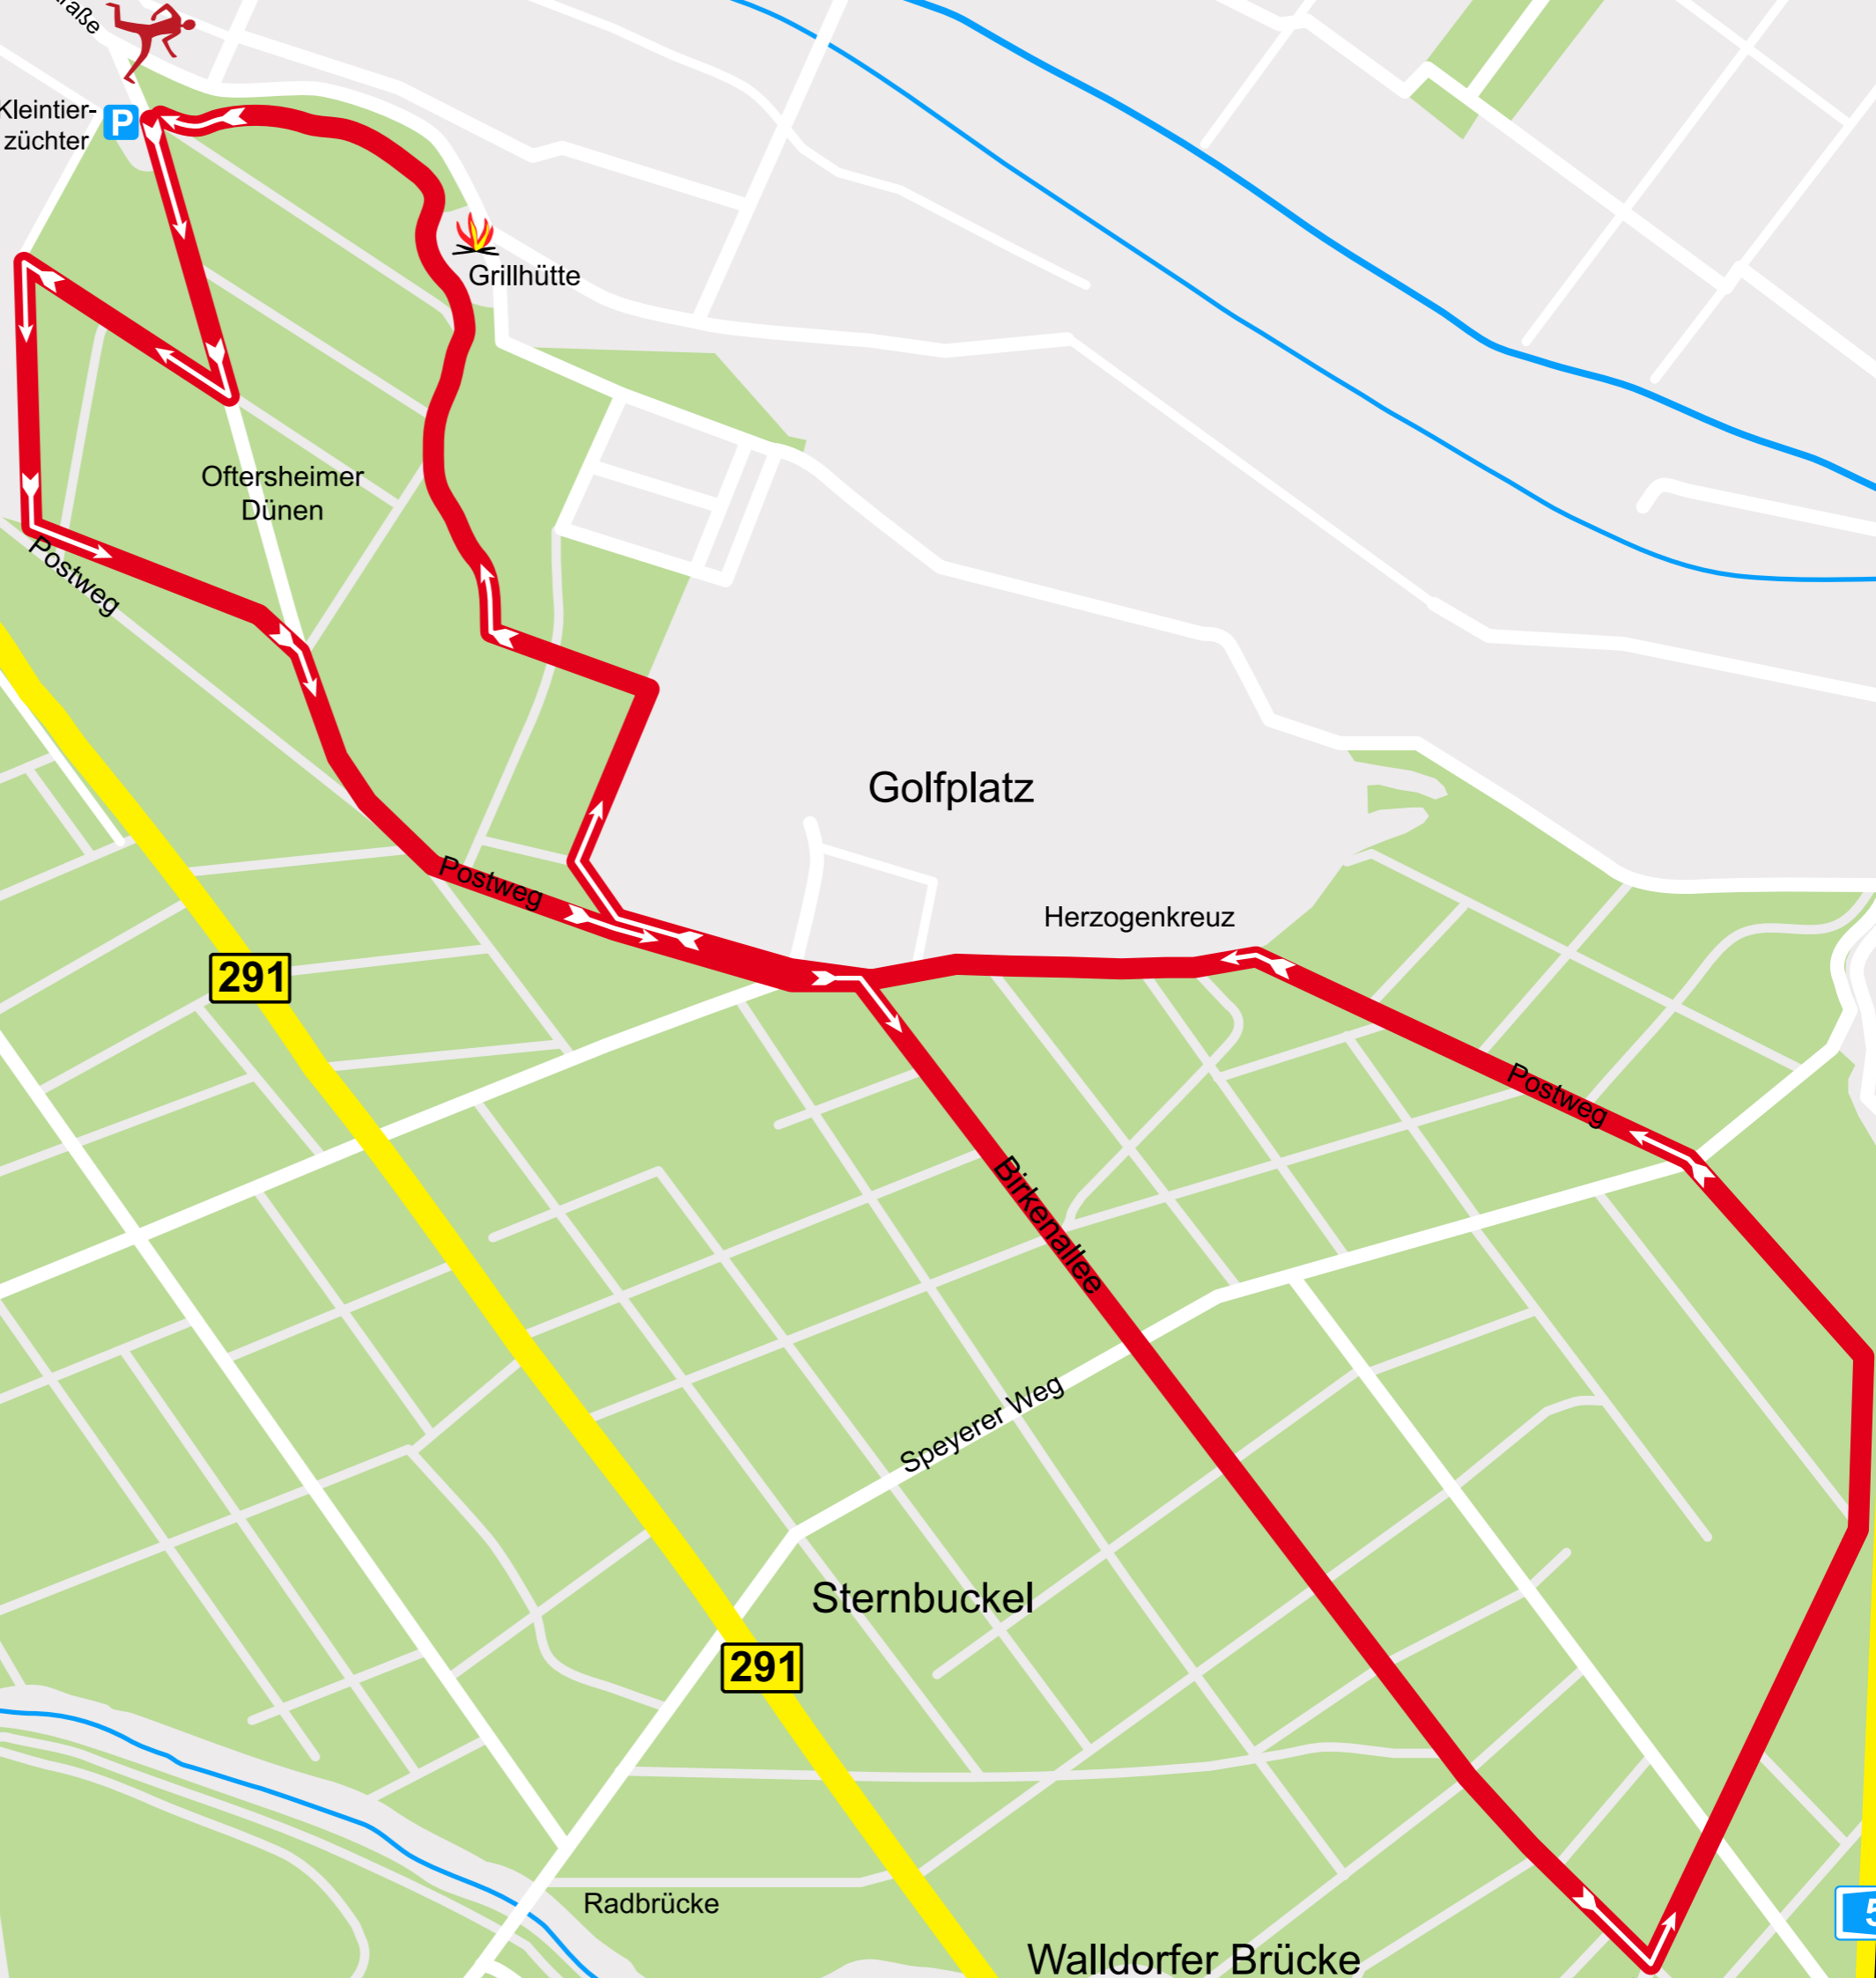 Kleintier-
züchter
P
Grillhütte
Oftersheimer
Dünen
Postweg
Golfplatz
Postweg
Herzogenkreuz
291
Postweg
Birkenallee
Speyerer Weg
Sternbuckel
291
Radbrücke
5
Walldorfer Brücke